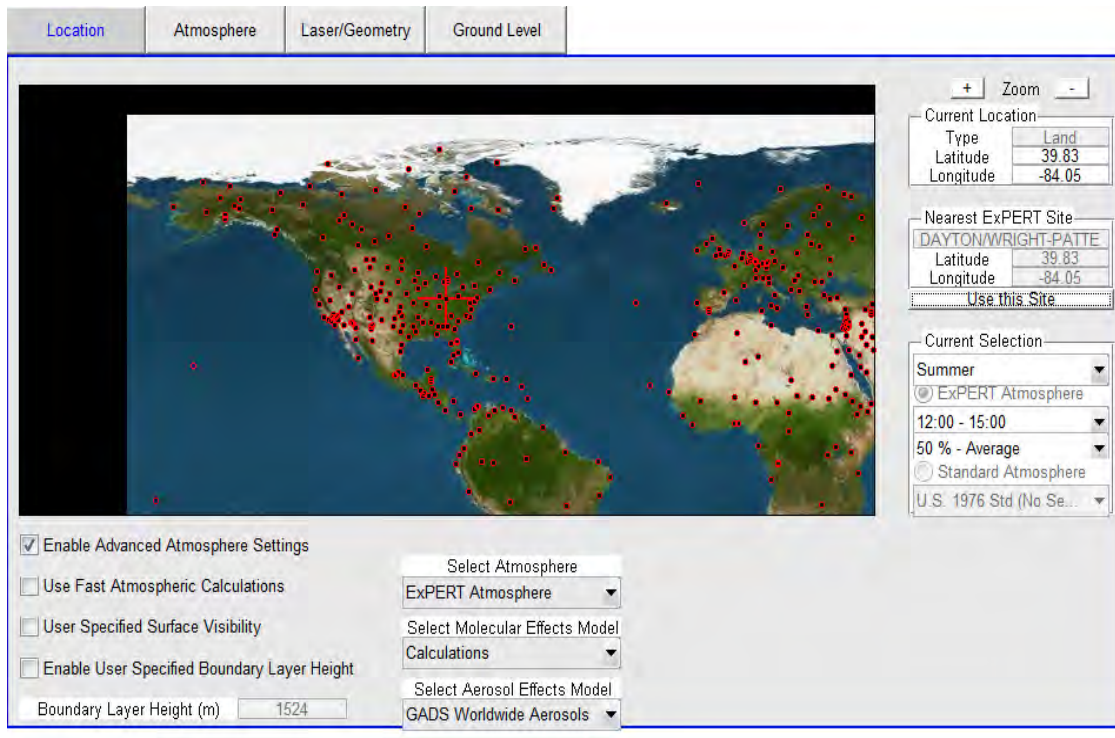 Location Atmosphere Laser/Geometry Ground Level
+ Zoom -
Current Location
Type Land
Latitude 39.83
Longitude -84.05
Nearest ExPERT Site
DAYTON/WRIGHT-PATTE
Latitude 39.83
Longitude -84.05
Use this Site
Current Selection
Summer
ExPERT Atmosphere
12:00 - 15:00
50 % - Average
Standard Atmosphere
U.S. 1976 Std (No Se...
Enable Advanced Atmosphere Settings
Use Fast Atmospheric Calculations
User Specified Surface Visibility
Enable User Specified Boundary Layer Height
Boundary Layer Height (m) 1524
Select Atmosphere
ExPERT Atmosphere
Select Molecular Effects Model
Calculations
Select Aerosol Effects Model
GADS Worldwide Aerosols